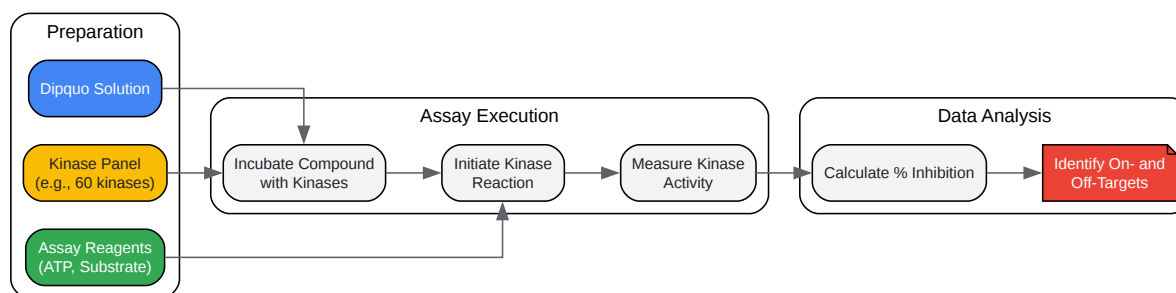 Preparation
Dipquo Solution
Kinase Panel
(e.g., 60 kinases)
Assay Reagents
(ATP, Substrate)
Assay Execution
Incubate Compound
with Kinases
Initiate Kinase
Reaction
Measure Kinase
Activity
Data Analysis
Calculate % Inhibition
Identify On- and
Off-Targets